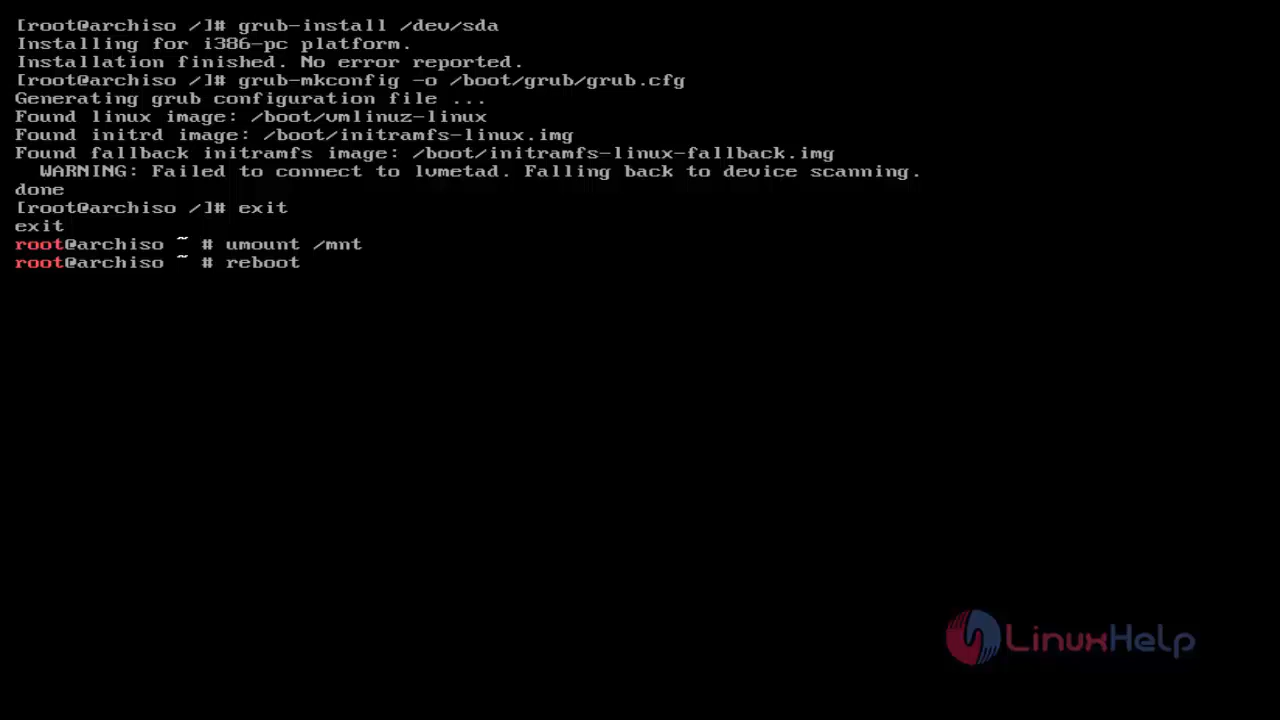 [root@archiso /]# grub-install /dev/sda
Installing for i386-pc platform.
Installation finished. No error reported.
[root@archiso /]# grub-mkconfig -o /boot/grub/grub.cfg
Generating grub configuration file ...
Found linux image: /boot/vmlinuz-linux
Found initrd image: /boot/initramfs-linux.img
Found fallback initramfs image: /boot/initramfs-linux-fallback.img
  WARNING: Failed to connect to lvmetad. Falling back to device scanning.
done
[root@archiso /]# exit
exit
root@archiso ~ # umount /mnt
root@archiso ~ # reboot
LinuxHelp